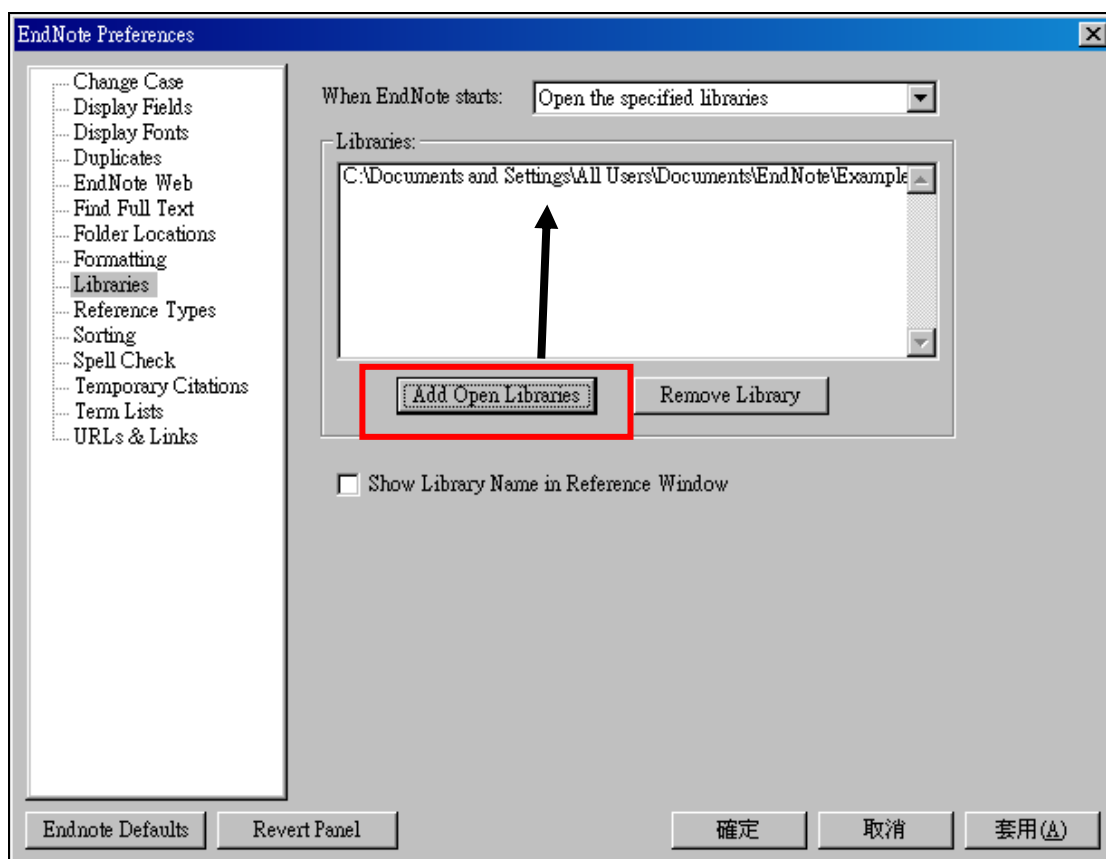 EndNote Preferences
Change Case
Display Fields
Display Fonts
Duplicates
EndNote Web
Find Full Text
Folder Locations
Formatting
Libraries
Reference Types
Sorting
Spell Check
Temporary Citations
Term Lists
URLs & Links
When EndNote starts: Open the specified libraries
Libraries:
C:\Documents and Settings\All Users\Documents\EndNote\Example
Add Open Libraries Remove Library
Show Library Name in Reference Window
Endnote Defaults Revert Panel 確定 取消 套用(A)